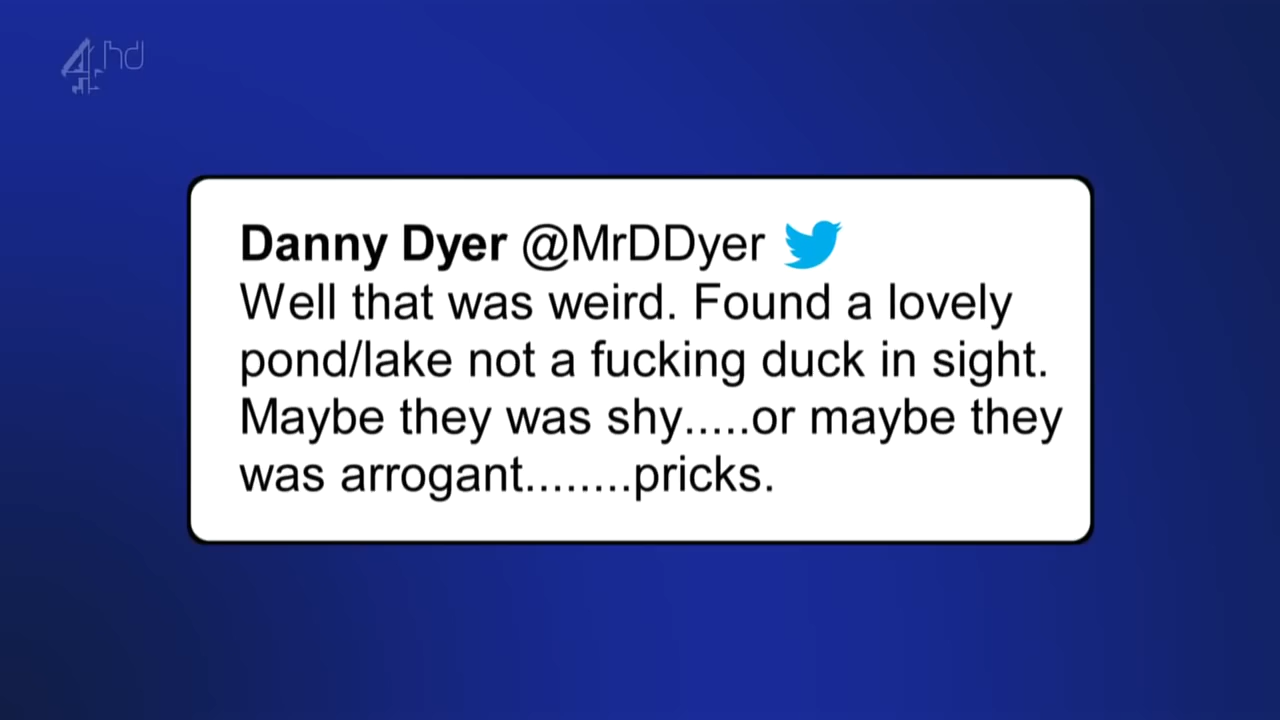 4hd
Danny Dyer @MrDDyer
Well that was weird. Found a lovely
pond/lake not a fucking duck in sight.
Maybe they was shy.....or maybe they
was arrogant........pricks.